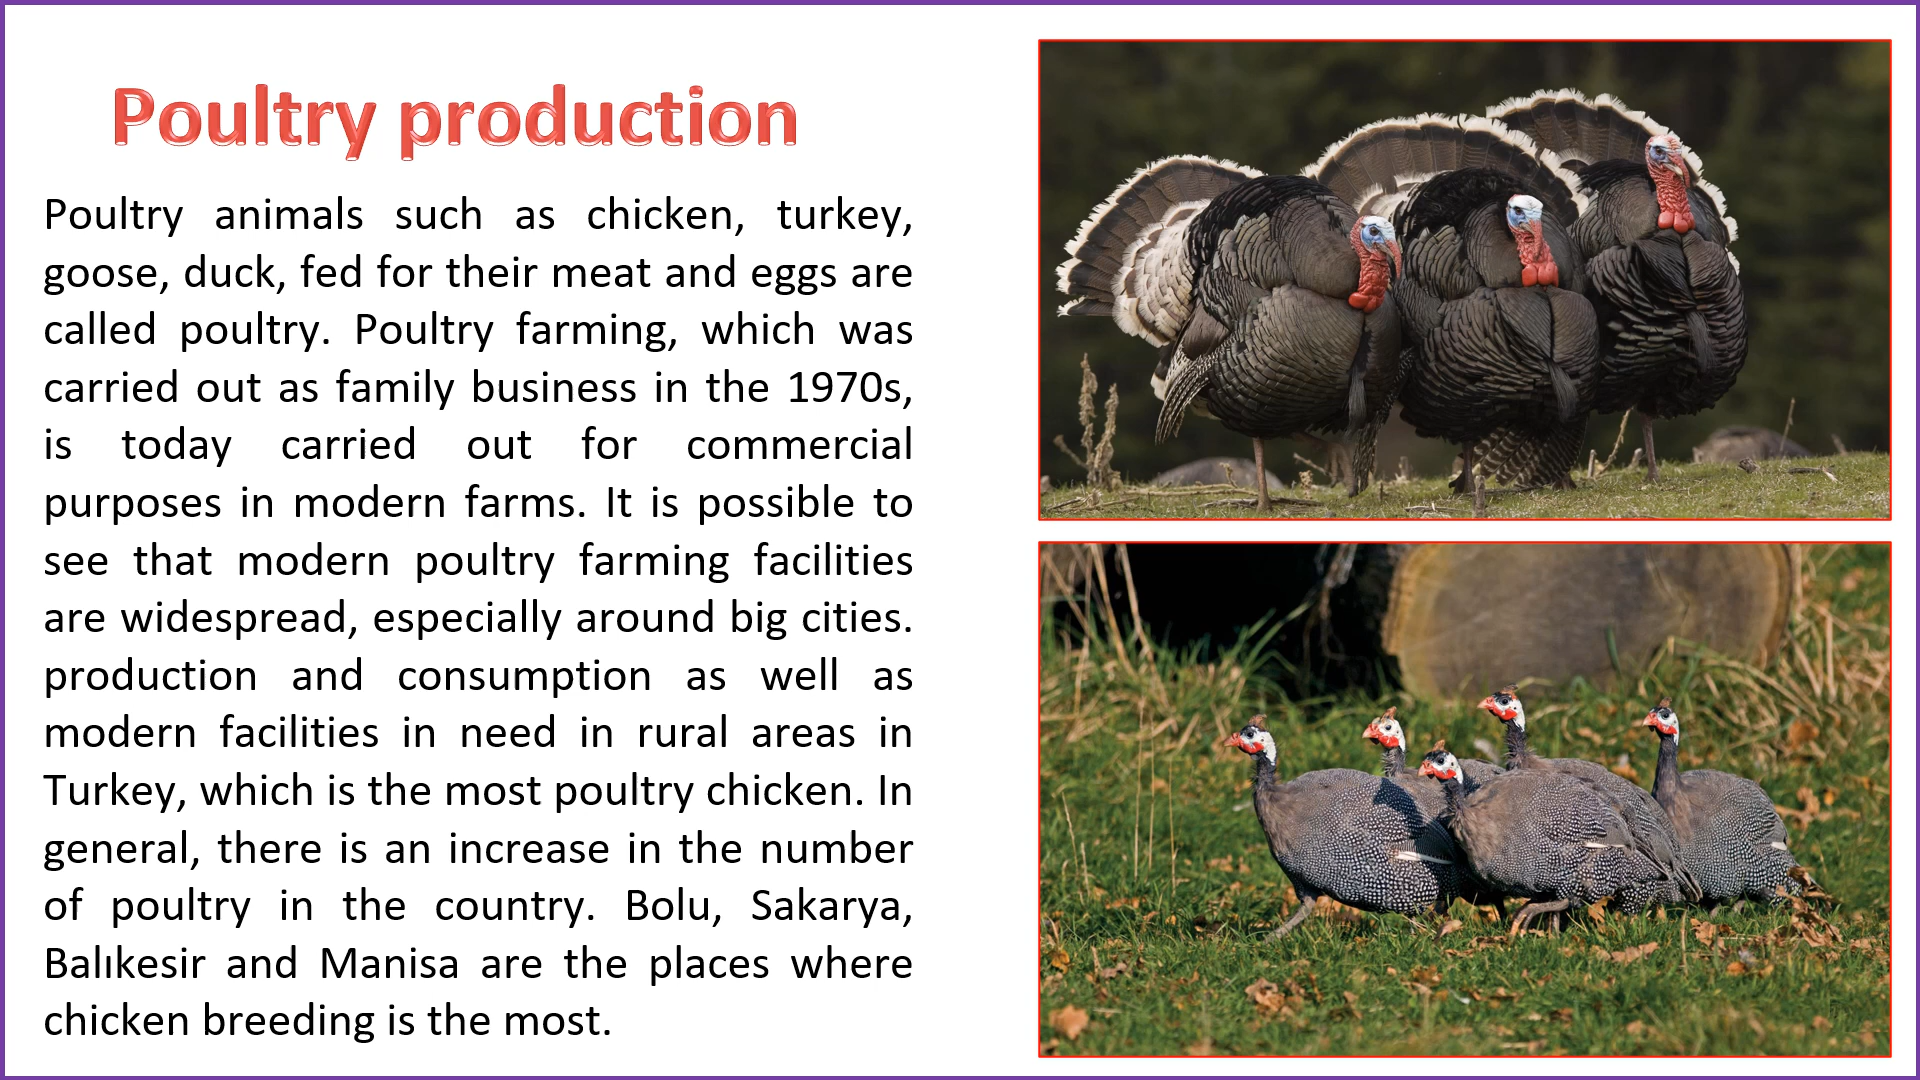 Poultry production
Poultry animals such as chicken, turkey,
goose, duck, fed for their meat and eggs are
called poultry. Poultry farming, which was
carried out as family business in the 1970s,
is today carried out for commercial
purposes in modern farms. It is possible to
see that modern poultry farming facilities
are widespread, especially around big cities.
production and consumption as well as
modern facilities in need in rural areas in
Turkey, which is the most poultry chicken. In
general, there is an increase in the number
of poultry in the country. Bolu, Sakarya,
Balıkesir and Manisa are the places where
chicken breeding is the most.